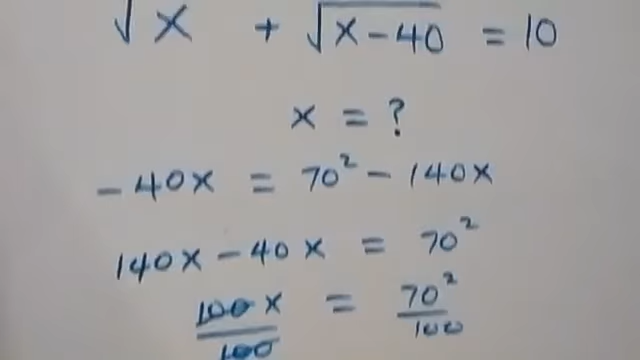 √x + √x-40 = 10
x = ?
-40x = 70² - 140x
140x - 40x = 70²
100x/100 = 70²/100